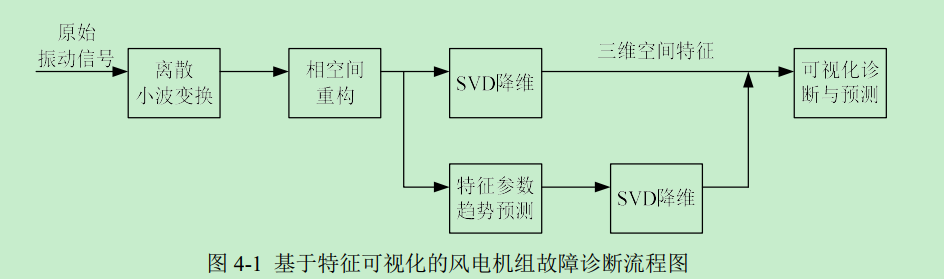 原始
振动信号
离散
小波变换
相空间
重构
SVD降维
三维空间特征
可视化诊
断与预测
特征参数
趋势预测
SVD降维
图 4-1 基于特征可视化的风电机组故障诊断流程图